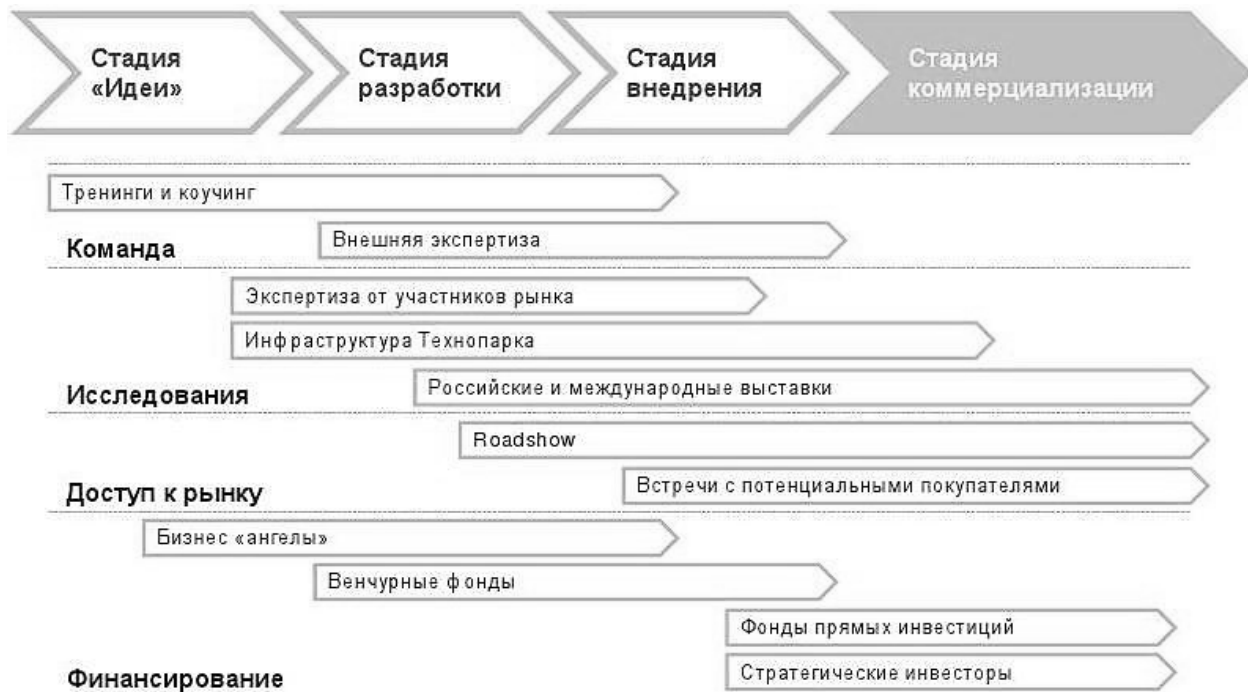 Стадия
«Идеи»
Стадия
разработки
Стадия
внедрения
Стадия
коммерциализации
Тренинги и коучинг
Внешняя экспертиза
Команда
Экспертиза от участников рынка
Инфраструктура Технопарка
Российские и международные выставки
Исследования
Roadshow
Встречи с потенциальными покупателями
Доступ к рынку
Бизнес «ангелы»
Венчурные фонды
Фонды прямых инвестиций
Стратегические инвесторы
Финансирование